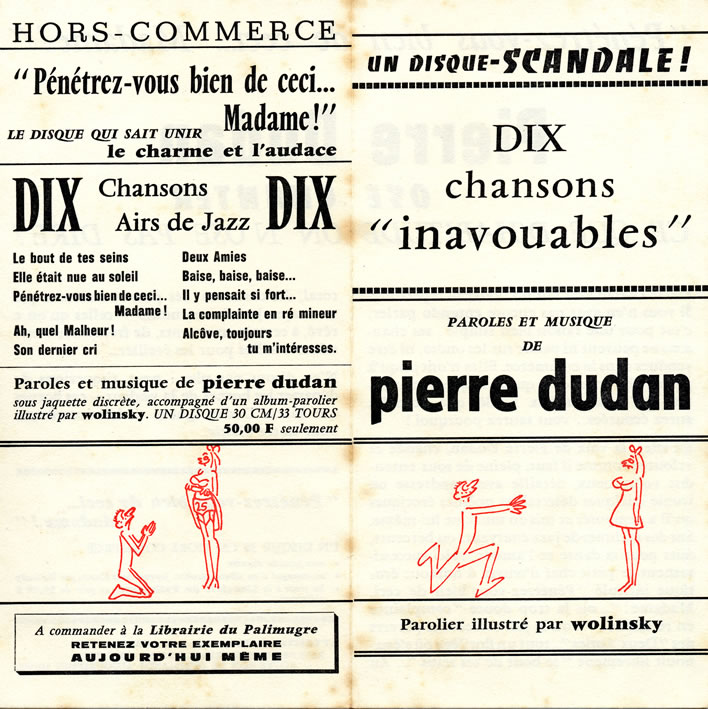 HORS-COMMERCE
“Pénétrez-vous bien de ceci...
Madame!”
LE DISQUE QUI SAIT UNIR
le charme et l'audace
DIX Chansons DIX
Airs de Jazz
Le bout de tes seins
Elle était nue au soleil
Pénétrez-vous bien de ceci...
Madame!
Ah, quel Malheur!
Son dernier cri
Deux Amies
Baise, baise, baise...
Il y pensait si fort...
La complainte en ré mineur
Alcôve, toujours
tu m'intéresses.
Paroles et musique de pierre dudan
sous jaquette discrète, accompagné d'un album-parolier
illustré par wolinsky. UN DISQUE 30 CM/33 TOURS
50,00 F seulement
25
A commander à la Librairie du Palimugre
RETENEZ VOTRE EXEMPLAIRE
AUJOURD'HUI MÊME
UN DISQUE-SCANDALE!
DIX
chansons
“inavouables”
PAROLES ET MUSIQUE
DE
pierre dudan
Parolier illustré par wolinsky